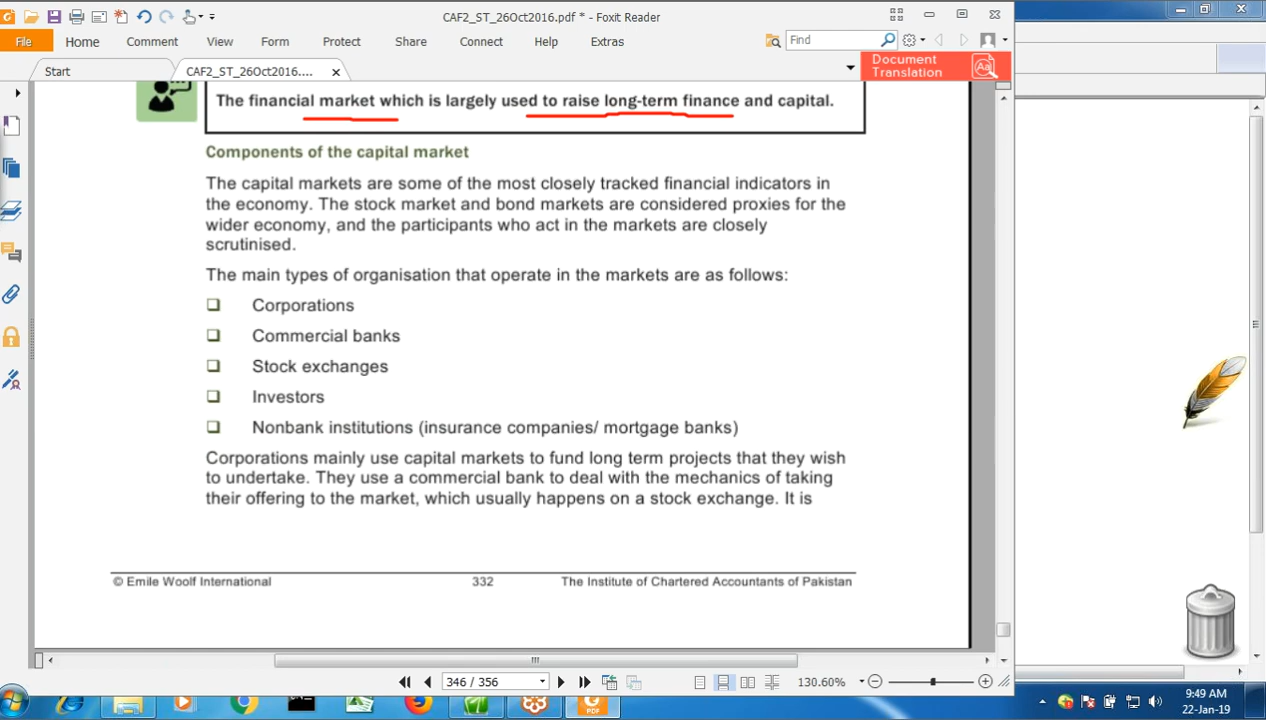 CAF2_ST_26Oct2016.pdf * - Foxit Reader
File Home Comment View Form Protect Share Connect Help Extras Find
Start CAF2_ST_26Oct2016.... Document Translation
The financial market which is largely used to raise long-term finance and capital.
Components of the capital market
The capital markets are some of the most closely tracked financial indicators in
the economy. The stock market and bond markets are considered proxies for the
wider economy, and the participants who act in the markets are closely
scrutinised.
The main types of organisation that operate in the markets are as follows:
Corporations
Commercial banks
Stock exchanges
Investors
Nonbank institutions (insurance companies/ mortgage banks)
Corporations mainly use capital markets to fund long term projects that they wish
to undertake. They use a commercial bank to deal with the mechanics of taking
their offering to the market, which usually happens on a stock exchange. It is
© Emile Woolf International 332 The Institute of Chartered Accountants of Pakistan
346 / 356 130.60%
9:49 AM
22-Jan-19